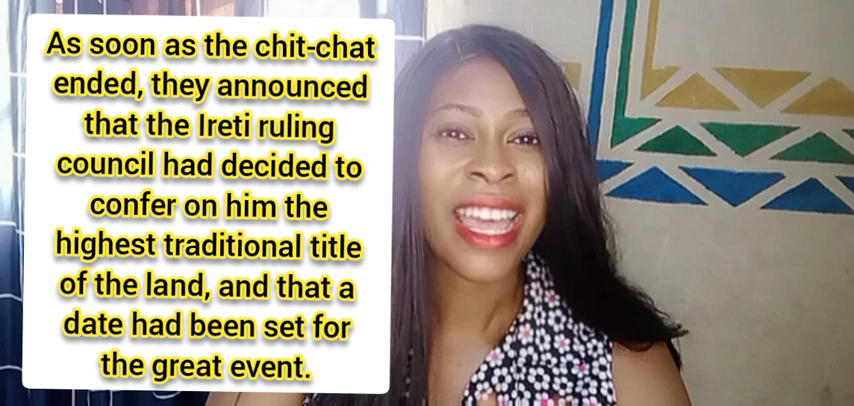 As soon as the chit-chat
ended, they announced
that the Ireti ruling
council had decided to
confer on him the
highest traditional title
of the land, and that a
date had been set for
the great event.